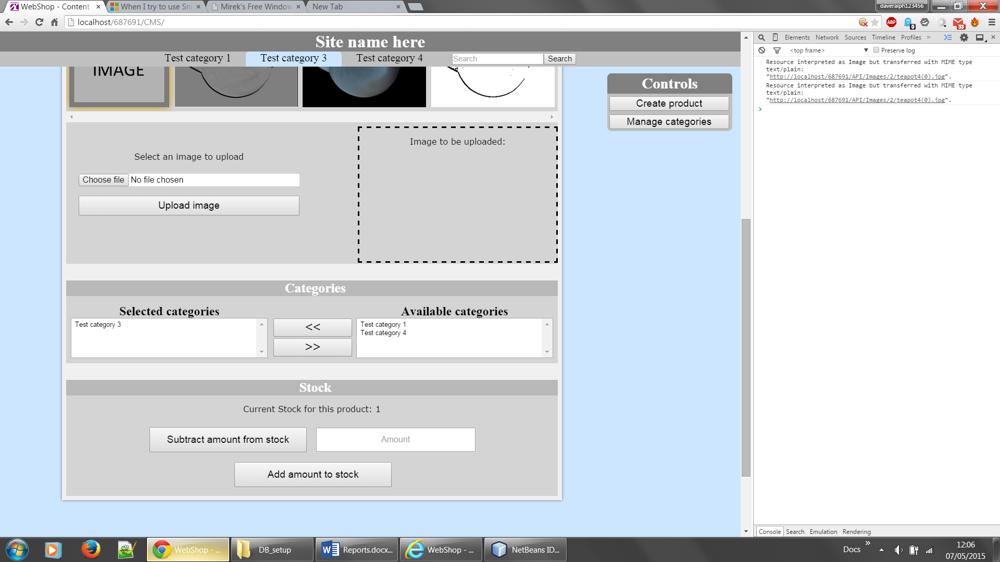 WebShop - Content
When I try to use Sni
Mirek's Free Window
New Tab
daveralph123456
localhost/687691/CMS/
ABP
0
33
Site name here
Test category 1
Test category 3
Test category 4
Search
Search
IMAGE
Controls
Create product
Manage categories
Select an image to upload
Choose file
No file chosen
Upload image
Image to be uploaded:
Categories
Selected categories
Test category 3
<<
>>
Available categories
Test category 1
Test category 4
Stock
Current Stock for this product: 1
Subtract amount from stock
Amount
Add amount to stock
Elements Network Sources Timeline Profiles »
<top frame>
Preserve log
Resource interpreted as Image but transferred with MIME type
text/plain:
"http://localhost/687691/API/Images/2/teapot4(0).jpg".
Resource interpreted as Image but transferred with MIME type
text/plain:
"http://localhost/687691/API/Images/2/teapot4(0).jpg".
Console Search Emulation Rendering
WebShop - ...
DB_setup
Reports.docx...
WebShop - ...
NetBeans ID...
Docs »
12:06
07/05/2015